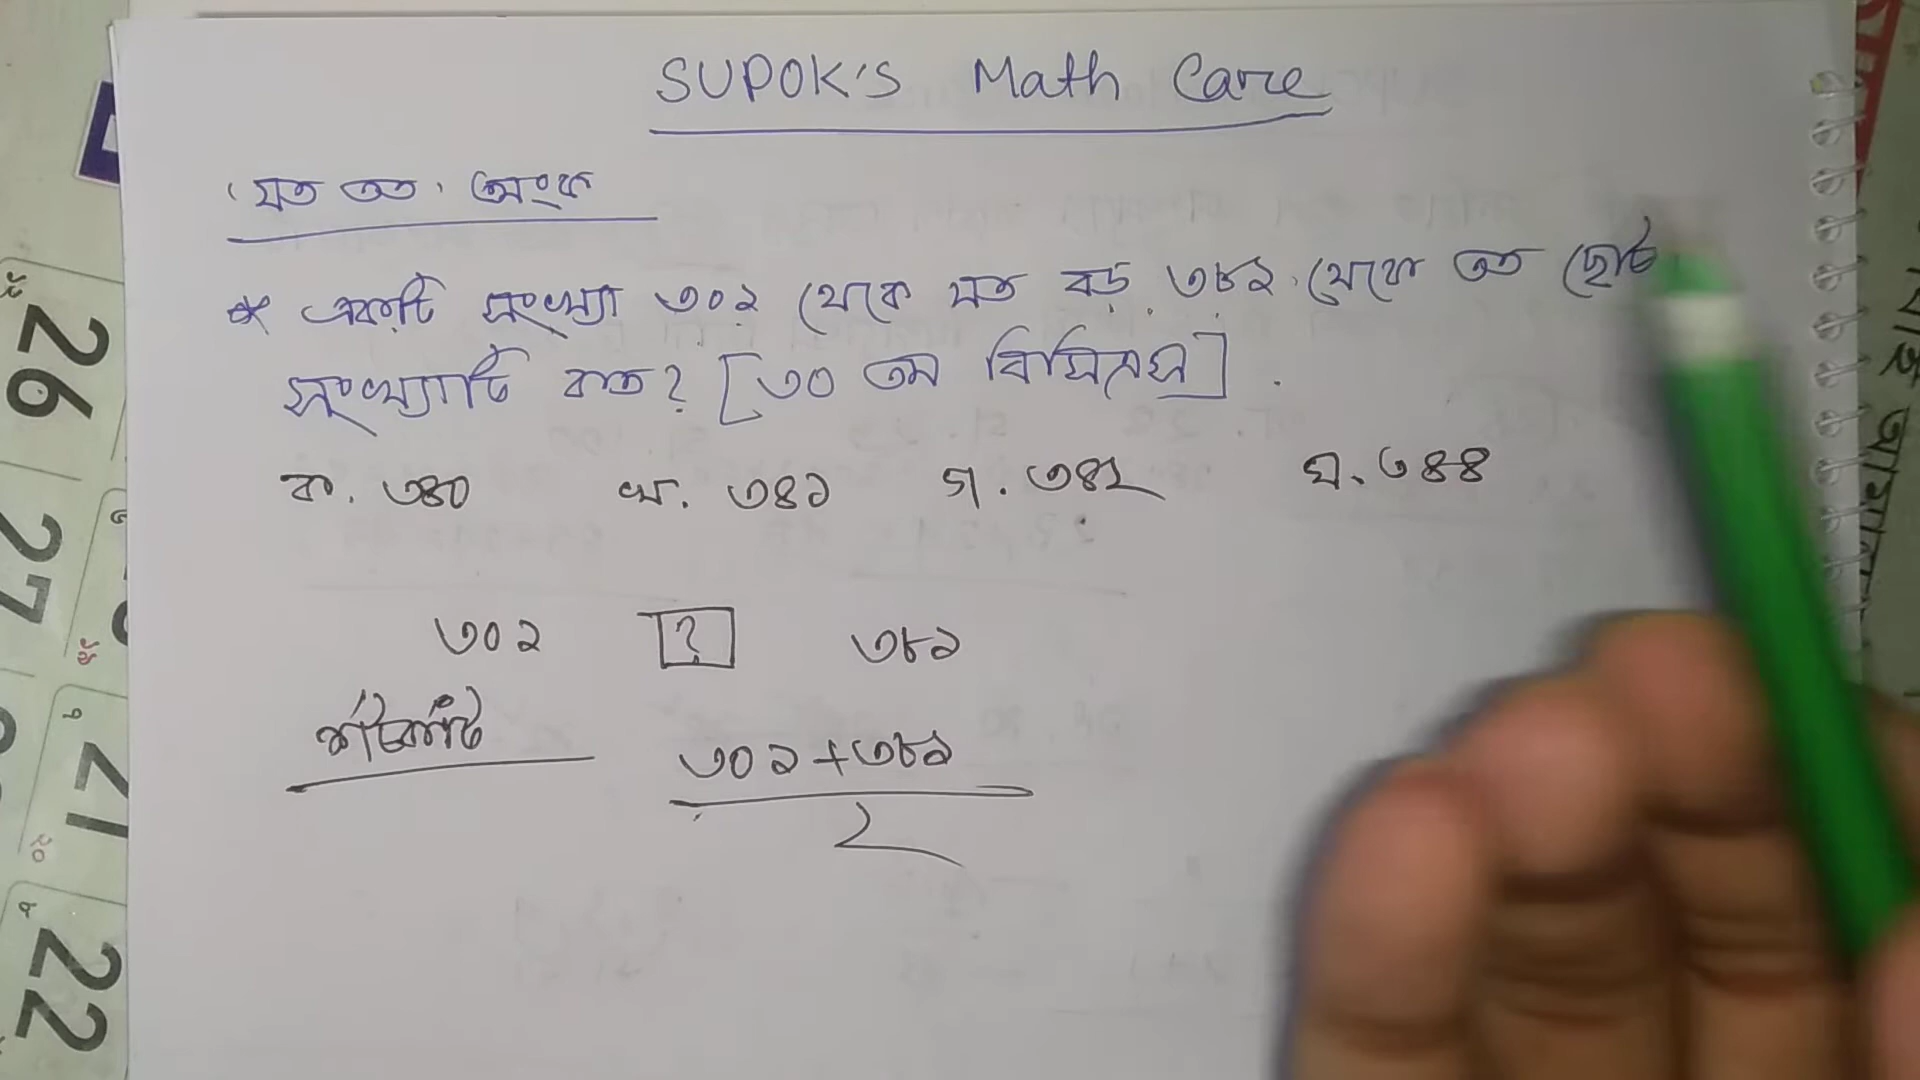 SUPOK'S Math Care
'যত তত' অংক
* একটি সংখ্যা ৩০২ থেকে যত বড় ৩৮২ থেকে তত ছোট
সংখ্যাটি কত? [৩০ তম বিসিএস]
ক. ৩৪০ খ. ৩৪১ গ. ৩৪২ ঘ. ৩৪৪
৩০২ ? ৩৮২
শর্টকাট
৩০২+৩৮২
২
26
27
21
২০
22